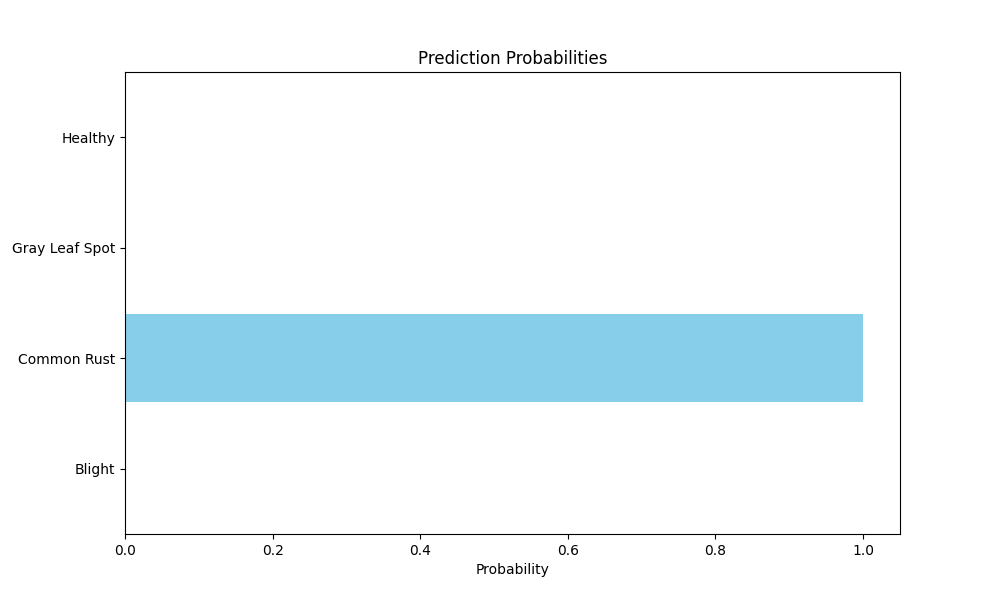 Prediction Probabilities
Healthy
Gray Leaf Spot
Common Rust
Blight
0.0 0.2 0.4 0.6 0.8 1.0
Probability